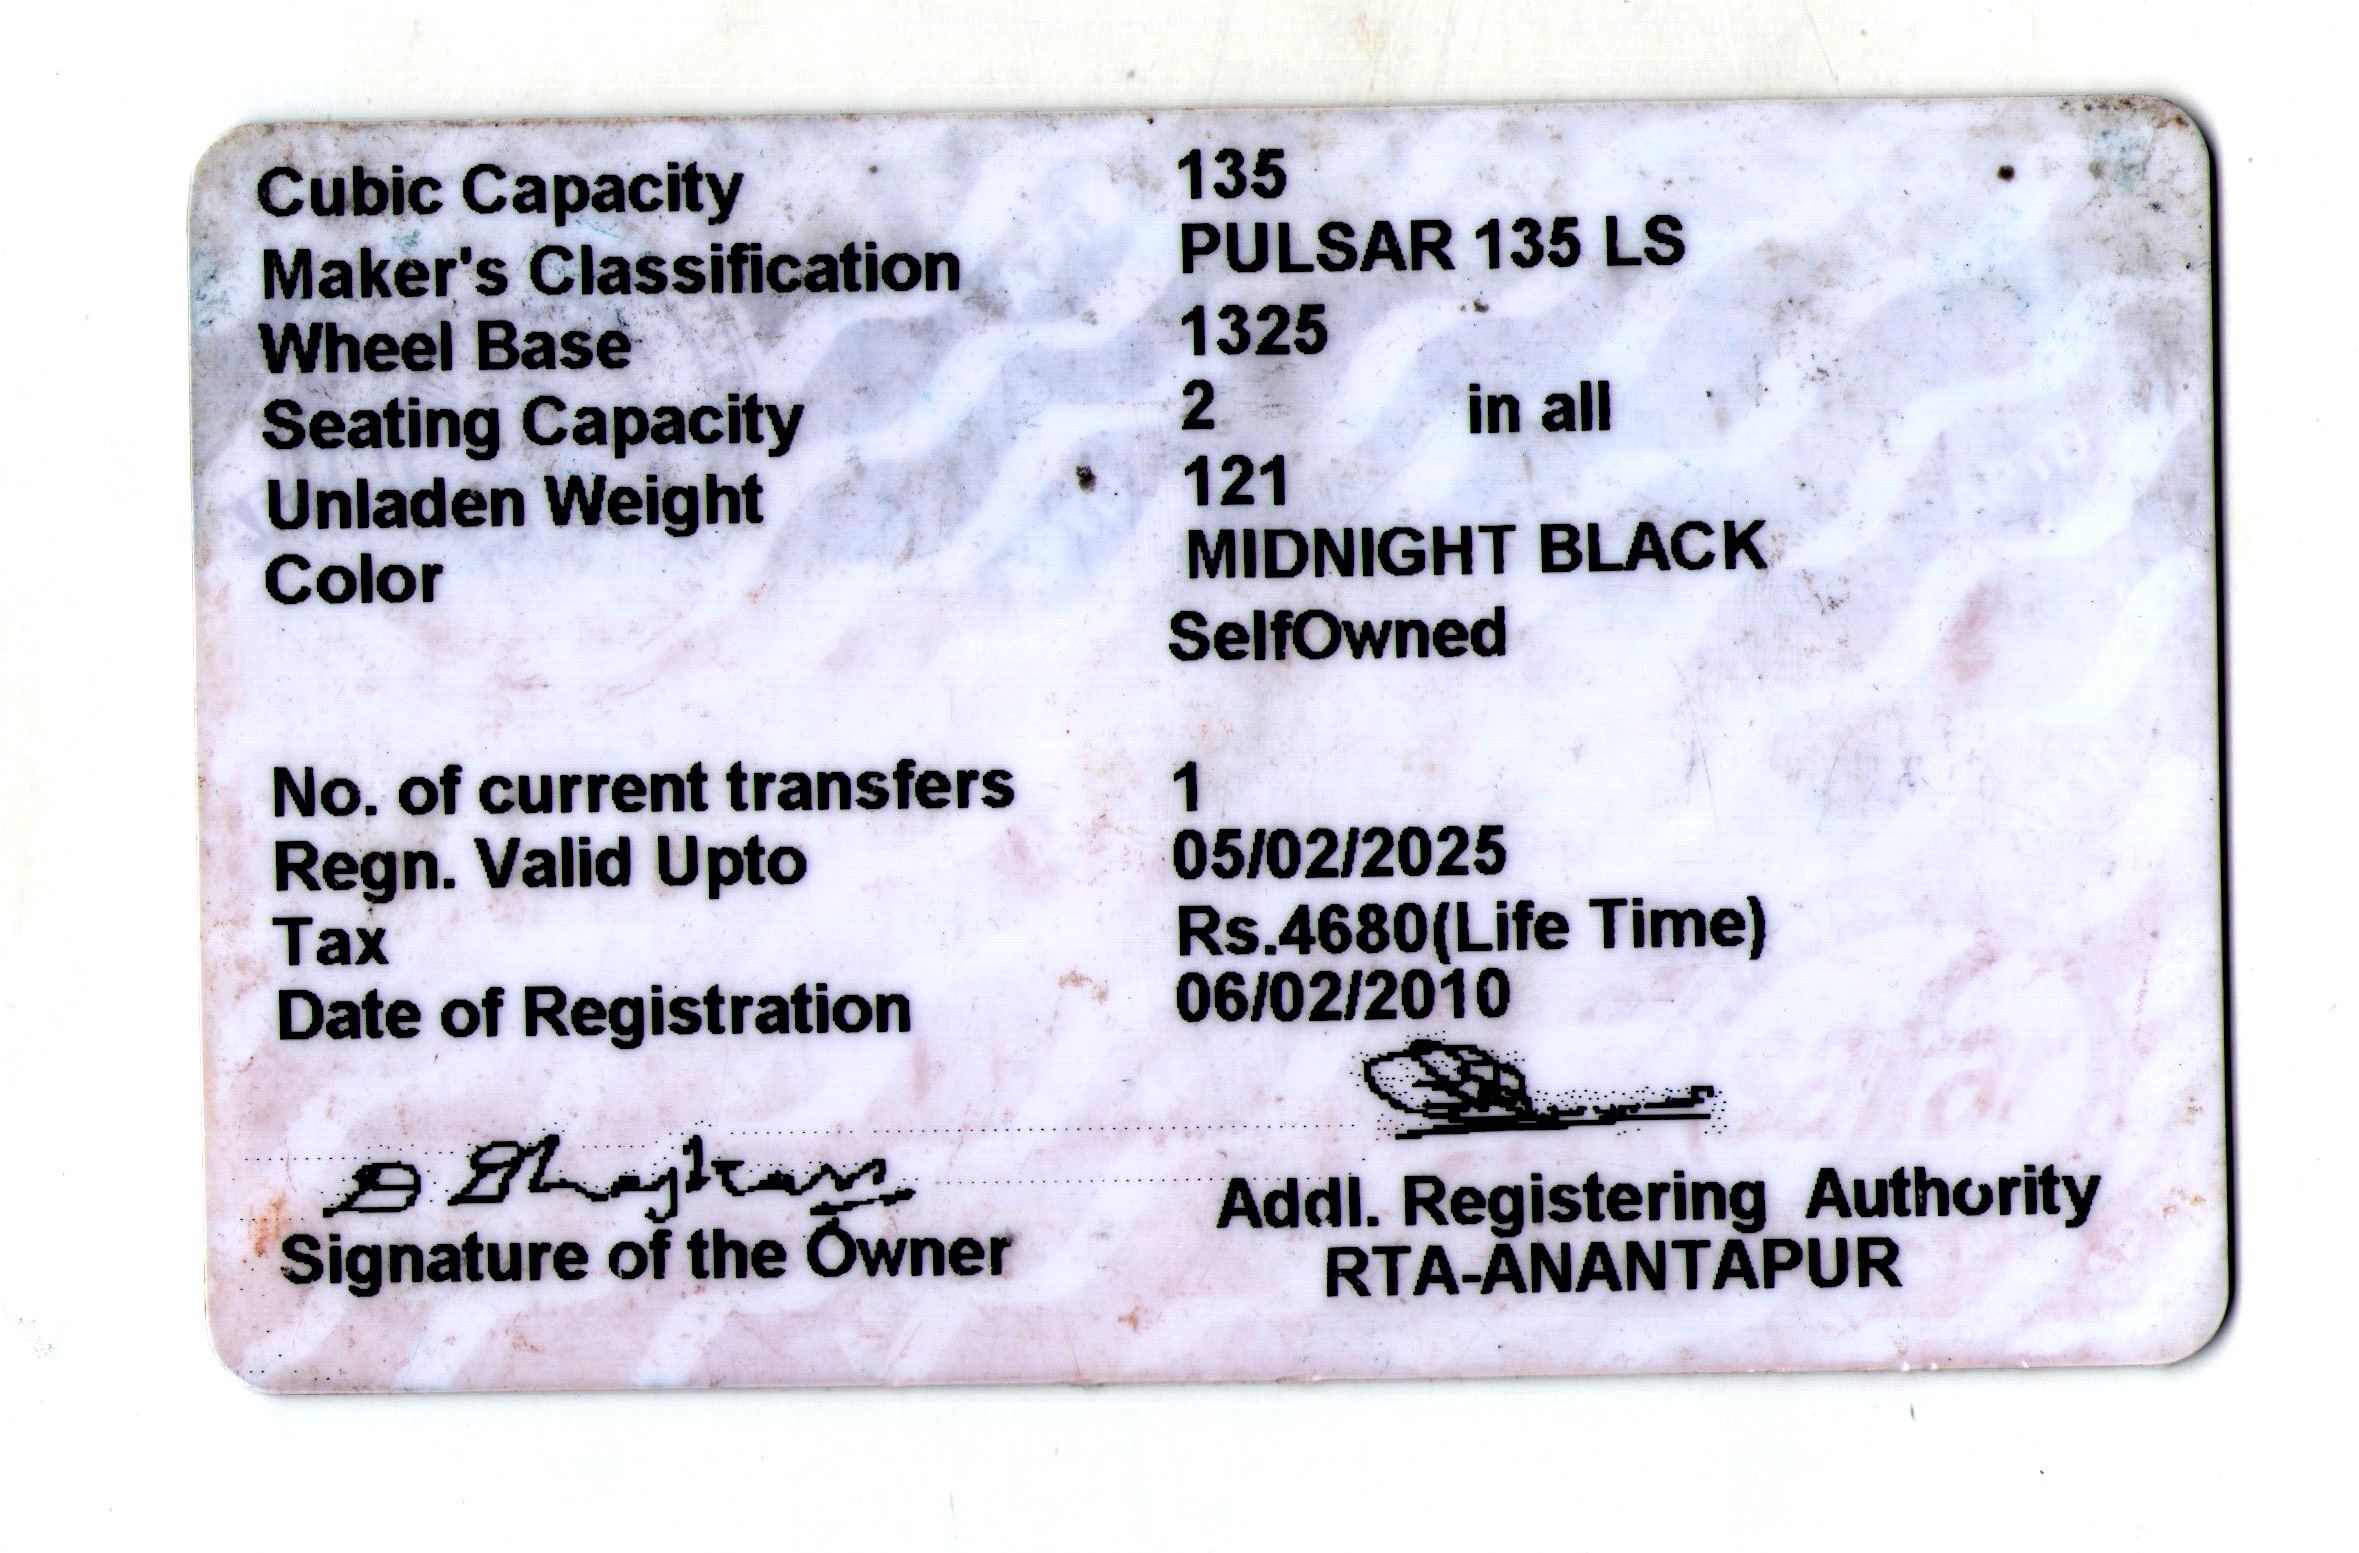 Cubic Capacity 135
Maker's Classification PULSAR 135 LS
Wheel Base 1325
Seating Capacity 2 in all
Unladen Weight 121
Color MIDNIGHT BLACK
SelfOwned
No. of current transfers 1
Regn. Valid Upto 05/02/2025
Tax Rs.4680(Life Time)
Date of Registration 06/02/2010
Signature of the Owner
Addl. Registering Authority
RTA-ANANTAPUR